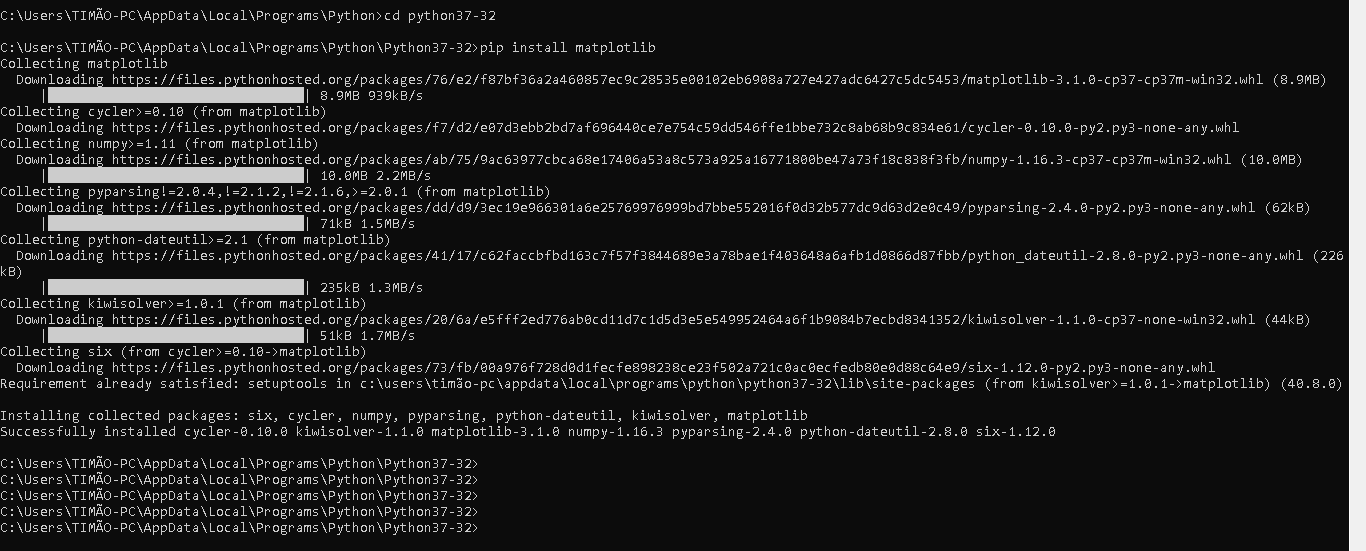 C:\Users\TIMÃO-PC\AppData\Local\Programs\Python>cd python37-32
C:\Users\TIMÃO-PC\AppData\Local\Programs\Python\Python37-32>pip install matplotlib
Collecting matplotlib
  Downloading https://files.pythonhosted.org/packages/76/e2/f87bf36a2a460857ec9c28535e00102eb6908a727e427adc6427c5dc5453/matplotlib-3.1.0-cp37-cp37m-win32.whl (8.9MB)
     |████████████████████████████████| 8.9MB 939kB/s
Collecting cycler>=0.10 (from matplotlib)
  Downloading https://files.pythonhosted.org/packages/f7/d2/e07d3ebb2bd7af696440ce7e754c59dd546ffe1bbe732c8ab68b9c834e61/cycler-0.10.0-py2.py3-none-any.whl
Collecting numpy>=1.11 (from matplotlib)
  Downloading https://files.pythonhosted.org/packages/ab/75/9ac63977cbca68e17406a53a8c573a925a16771800be47a73f18c838f3fb/numpy-1.16.3-cp37-cp37m-win32.whl (10.0MB)
     |████████████████████████████████| 10.0MB 2.2MB/s
Collecting pyparsing!=2.0.4,!=2.1.2,!=2.1.6,>=2.0.1 (from matplotlib)
  Downloading https://files.pythonhosted.org/packages/dd/d9/3ec19e966301a6e25769976999bd7bbe552016f0d32b577dc9d63d2e0c49/pyparsing-2.4.0-py2.py3-none-any.whl (62kB)
     |████████████████████████████████| 71kB 1.5MB/s
Collecting python-dateutil>=2.1 (from matplotlib)
  Downloading https://files.pythonhosted.org/packages/41/17/c62faccbfbd163c7f57f3844689e3a78bae1f403648a6afb1d0866d87fbb/python_dateutil-2.8.0-py2.py3-none-any.whl (226
kB)
     |████████████████████████████████| 235kB 1.3MB/s
Collecting kiwisolver>=1.0.1 (from matplotlib)
  Downloading https://files.pythonhosted.org/packages/20/6a/e5fff2ed776ab0cd11d7c1d5d3e5e549952464a6f1b9084b7ecbd8341352/kiwisolver-1.1.0-cp37-none-win32.whl (44kB)
     |████████████████████████████████| 51kB 1.7MB/s
Collecting six (from cycler>=0.10->matplotlib)
  Downloading https://files.pythonhosted.org/packages/73/fb/00a976f728d0d1fecfe898238ce23f502a721c0ac0ecfedb80e0d88c64e9/six-1.12.0-py2.py3-none-any.whl
Requirement already satisfied: setuptools in c:\users\timão-pc\appdata\local\programs\python\python37-32\lib\site-packages (from kiwisolver>=1.0.1->matplotlib) (40.8.0)
Installing collected packages: six, cycler, numpy, pyparsing, python-dateutil, kiwisolver, matplotlib
Successfully installed cycler-0.10.0 kiwisolver-1.1.0 matplotlib-3.1.0 numpy-1.16.3 pyparsing-2.4.0 python-dateutil-2.8.0 six-1.12.0
C:\Users\TIMÃO-PC\AppData\Local\Programs\Python\Python37-32>
C:\Users\TIMÃO-PC\AppData\Local\Programs\Python\Python37-32>
C:\Users\TIMÃO-PC\AppData\Local\Programs\Python\Python37-32>
C:\Users\TIMÃO-PC\AppData\Local\Programs\Python\Python37-32>
C:\Users\TIMÃO-PC\AppData\Local\Programs\Python\Python37-32>